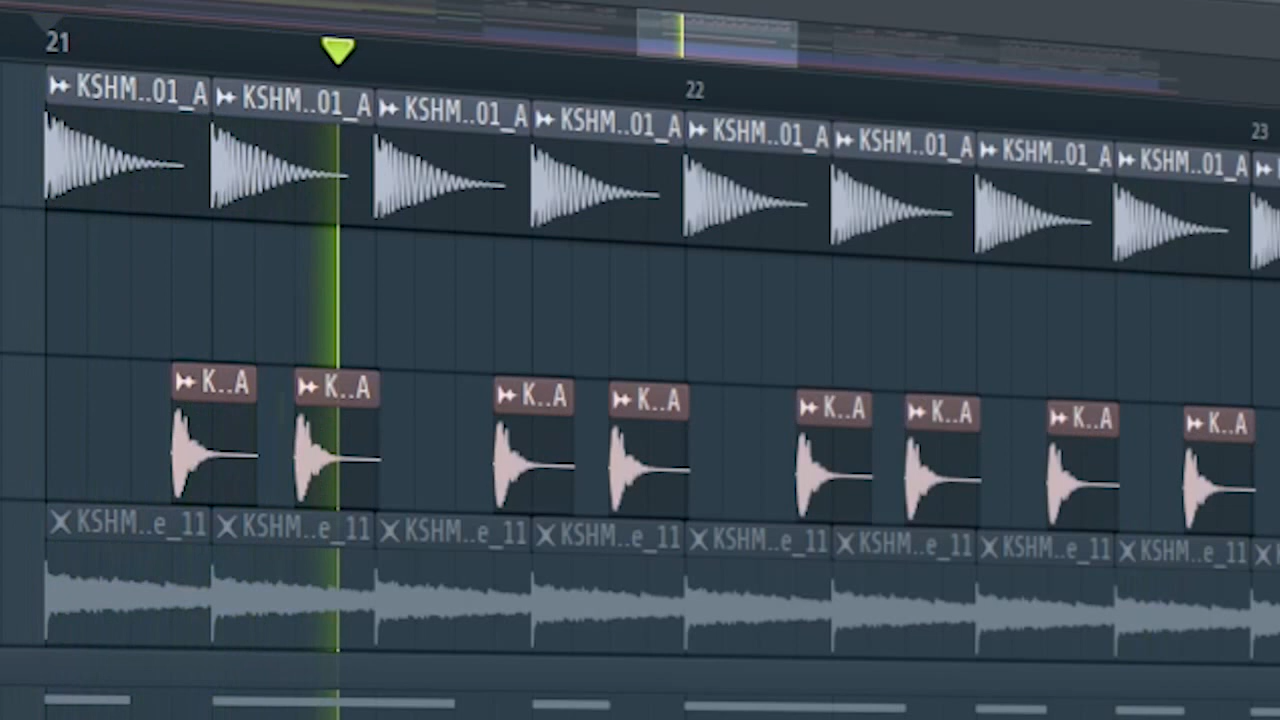 21
22
23
KSHM..01_A KSHM..01_A KSHM..01_A KSHM..01_A KSHM..01_A KSHM..01_A KSHM..01_A KSHM..01_A
K..A K..A K..A K..A K..A K..A K..A K..A
KSHM..e_11 KSHM..e_11 KSHM..e_11 KSHM..e_11 KSHM..e_11 KSHM..e_11 KSHM..e_11 KSHM..e_11